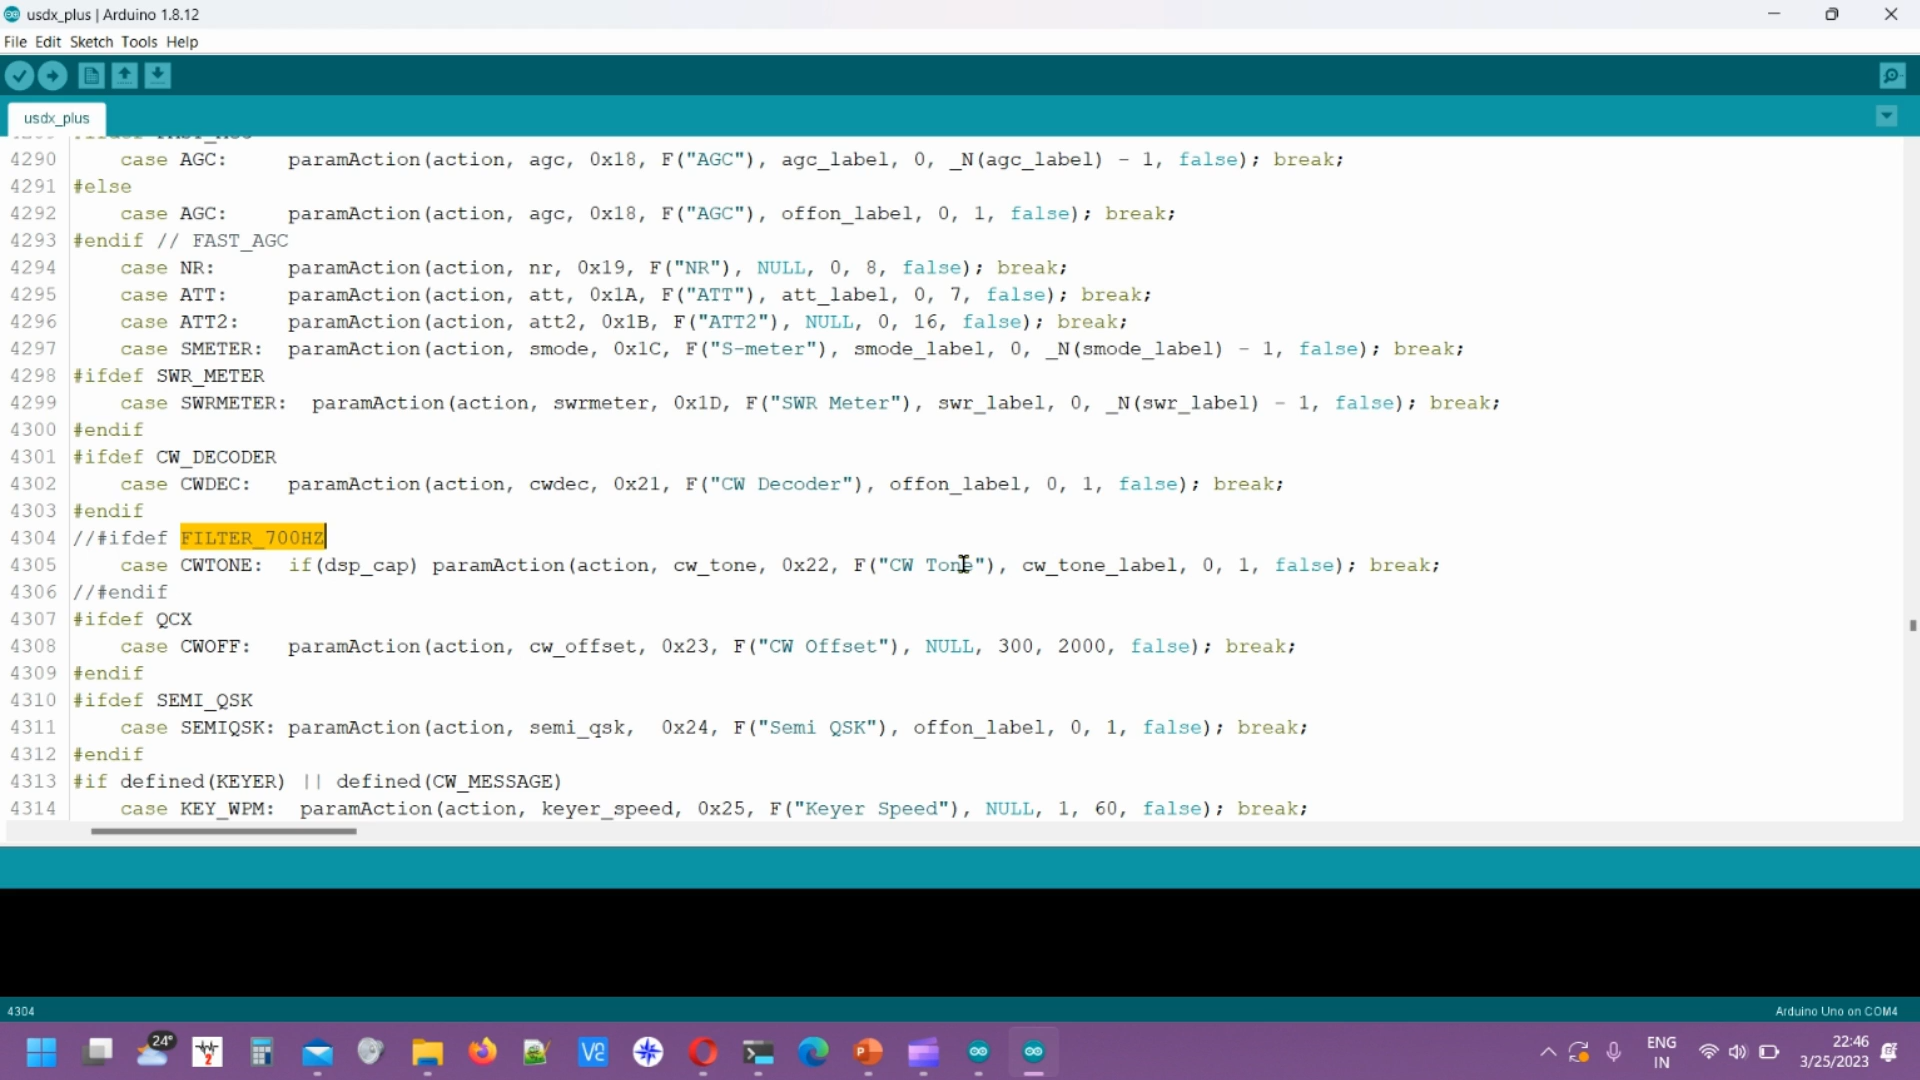 usdx_plus | Arduino 1.8.12
File Edit Sketch Tools Help
usdx_plus
4290 case AGC: paramAction(action, agc, 0x18, F("AGC"), agc_label, 0, _N(agc_label) - 1, false); break;
4291 #else
4292 case AGC: paramAction(action, agc, 0x18, F("AGC"), offon_label, 0, 1, false); break;
4293 #endif // FAST_AGC
4294 case NR: paramAction(action, nr, 0x19, F("NR"), NULL, 0, 8, false); break;
4295 case ATT: paramAction(action, att, 0x1A, F("ATT"), att_label, 0, 7, false); break;
4296 case ATT2: paramAction(action, att2, 0x1B, F("ATT2"), NULL, 0, 16, false); break;
4297 case SMETER: paramAction(action, smode, 0x1C, F("S-meter"), smode_label, 0, _N(smode_label) - 1, false); break;
4298 #ifdef SWR_METER
4299 case SWRMETER: paramAction(action, swrmeter, 0x1D, F("SWR Meter"), swr_label, 0, _N(swr_label) - 1, false); break;
4300 #endif
4301 #ifdef CW_DECODER
4302 case CWDEC: paramAction(action, cwdec, 0x21, F("CW Decoder"), offon_label, 0, 1, false); break;
4303 #endif
4304 //#ifdef FILTER_700HZ
4305 case CWTONE: if(dsp_cap) paramAction(action, cw_tone, 0x22, F("CW Tone"), cw_tone_label, 0, 1, false); break;
4306 //#endif
4307 #ifdef QCX
4308 case CWOFF: paramAction(action, cw_offset, 0x23, F("CW Offset"), NULL, 300, 2000, false); break;
4309 #endif
4310 #ifdef SEMI_QSK
4311 case SEMIQSK: paramAction(action, semi_qsk, 0x24, F("Semi QSK"), offon_label, 0, 1, false); break;
4312 #endif
4313 #if defined(KEYER) || defined(CW_MESSAGE)
4314 case KEY_WPM: paramAction(action, keyer_speed, 0x25, F("Keyer Speed"), NULL, 1, 60, false); break;
4304
Arduino Uno on COM4
24°
ENG
IN
22:46
3/25/2023